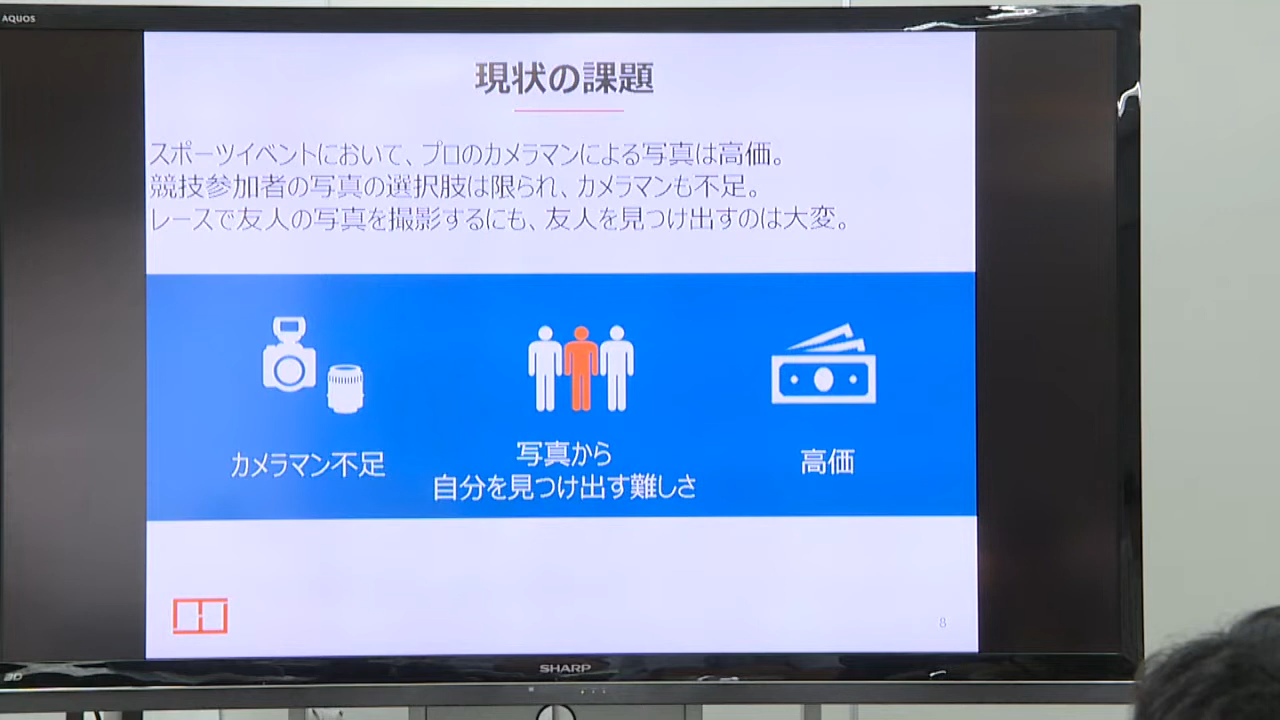 AQUOS
現状の課題
スポーツイベントにおいて、プロのカメラマンによる写真は高価。
競技参加者の写真の選択肢は限られ、カメラマンも不足。
レースで友人の写真を撮影するにも、友人を見つけ出すのは大変。
カメラマン不足
写真から
自分を見つけ出す難しさ
高価
8
SHARP
3D